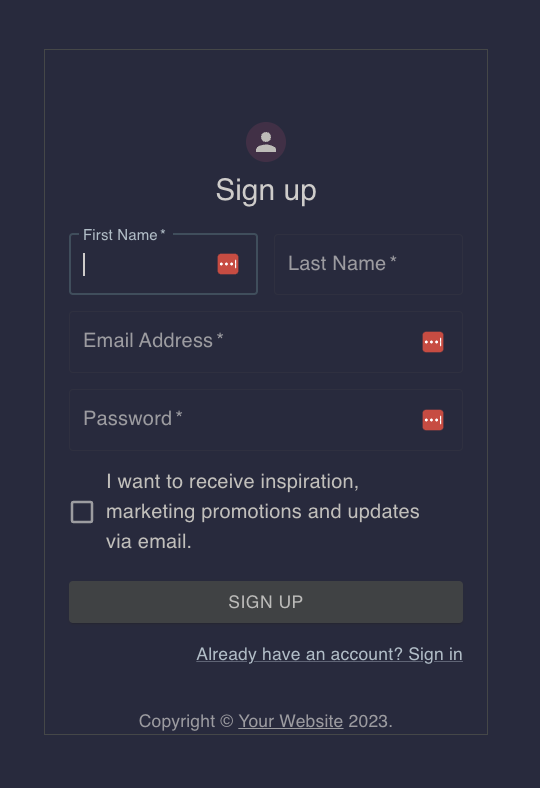 Sign up
First Name *
Last Name *
Email Address *
Password *
I want to receive inspiration,
marketing promotions and updates
via email.
SIGN UP
Already have an account? Sign in
Copyright © Your Website 2023.